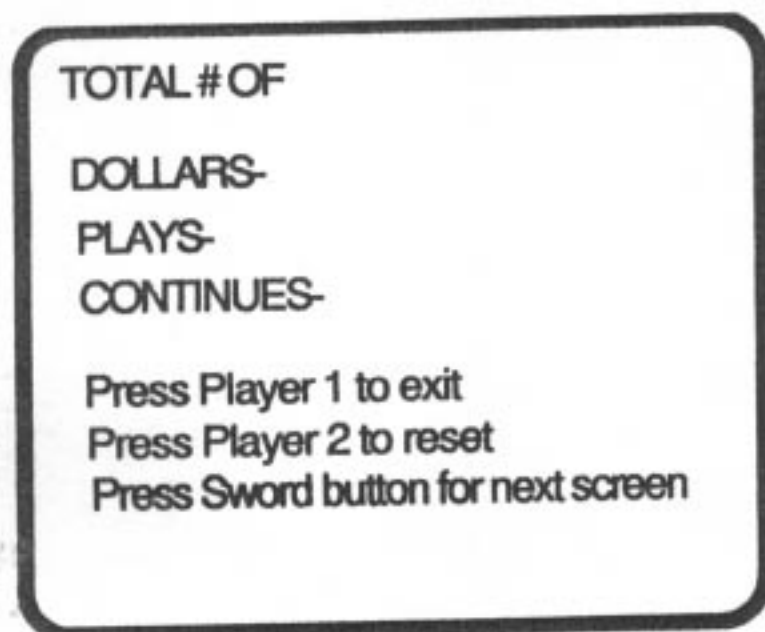 TOTAL # OF
DOLLARS-
PLAYS-
CONTINUES-
Press Player 1 to exit
Press Player 2 to reset
Press Sword button for next screen